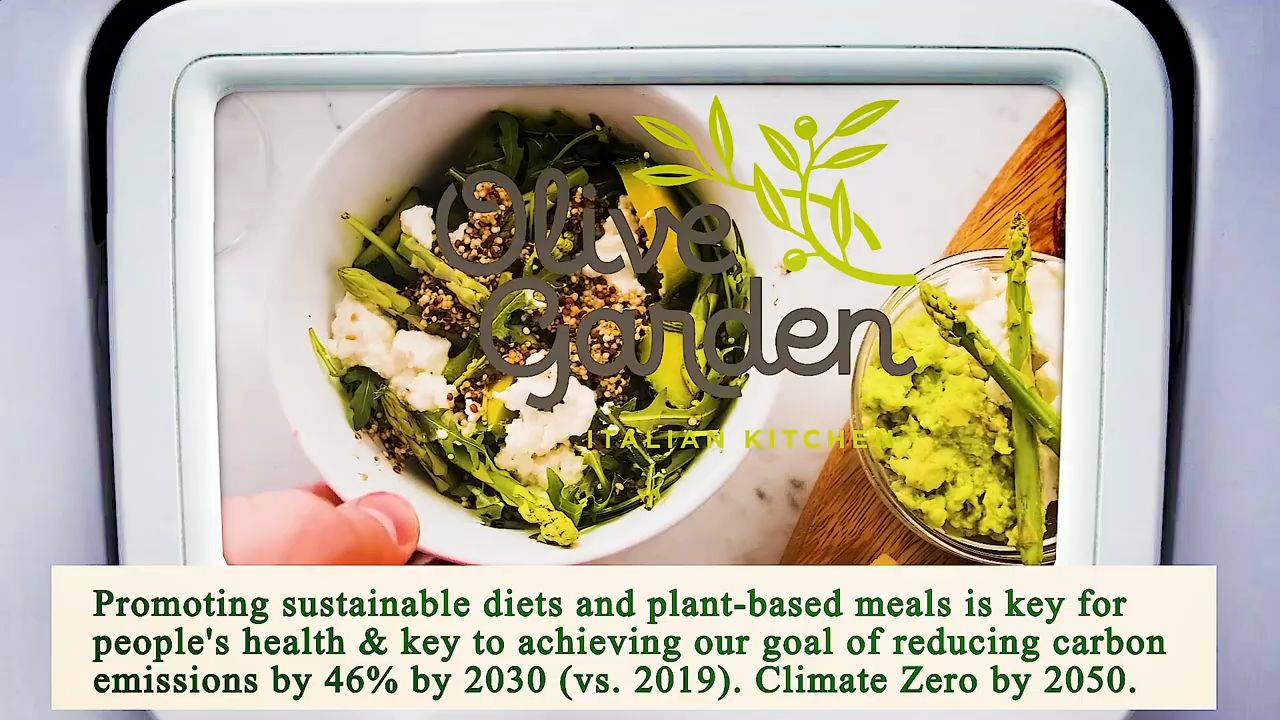 Olive
Garden
ITALIAN KITCHEN
Promoting sustainable diets and plant-based meals is key for
people's health & key to achieving our goal of reducing carbon
emissions by 46% by 2030 (vs. 2019). Climate Zero by 2050.